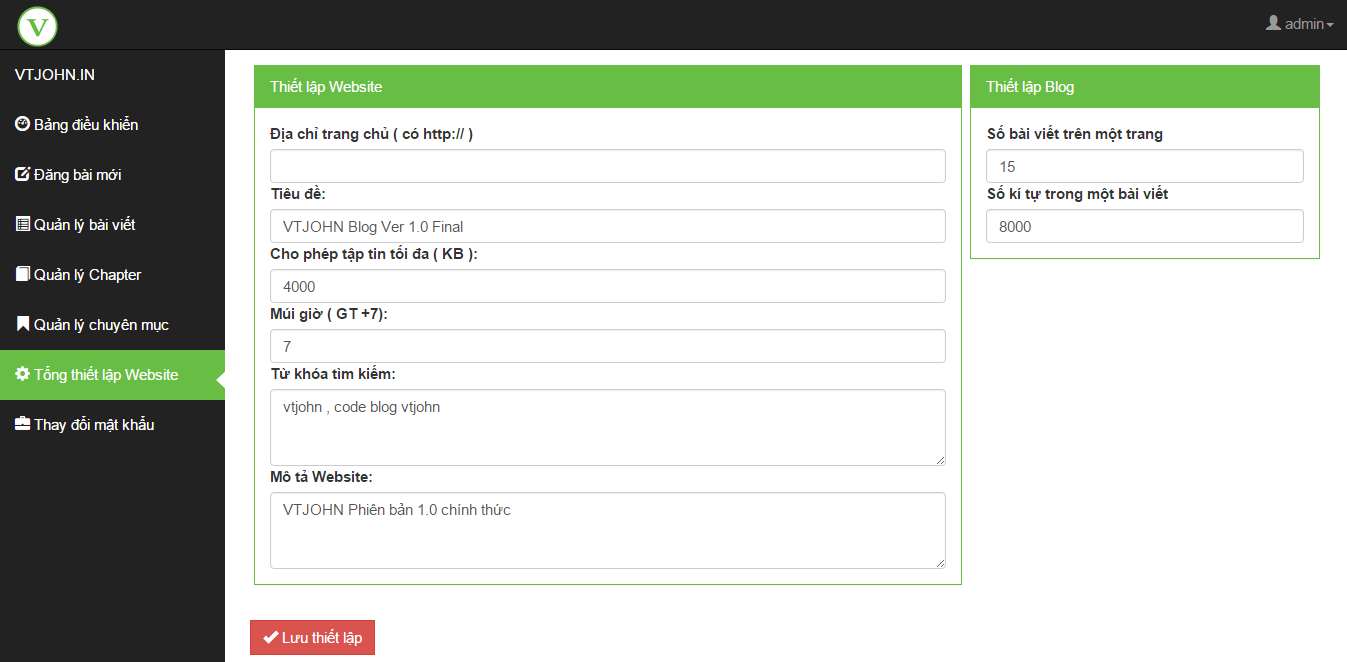 V
admin
VTJOHN.IN
Bảng điều khiển
Đăng bài mới
Quản lý bài viết
Quản lý Chapter
Quản lý chuyên mục
Tổng thiết lập Website
Thay đổi mật khẩu
Thiết lập Website
Địa chỉ trang chủ ( có http:// )
Tiêu đề:
VTJOHN Blog Ver 1.0 Final
Cho phép tập tin tối đa ( KB ):
4000
Múi giờ ( GT +7):
7
Từ khóa tìm kiếm:
vtjohn , code blog vtjohn
Mô tả Website:
VTJOHN Phiên bản 1.0 chính thức
Lưu thiết lập
Thiết lập Blog
Số bài viết trên một trang
15
Số kí tự trong một bài viết
8000